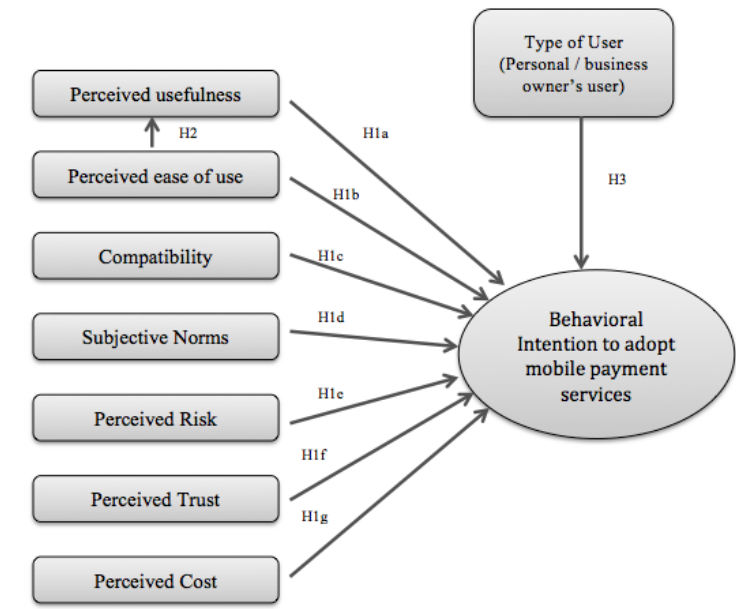 Type of User
(Personal / business
owner's user)
Perceived usefulness
H2
H1a
Perceived ease of use
H1b
H3
Compatibility
H1c
Subjective Norms
H1d
Behavioral
Intention to adopt
mobile payment
services
Perceived Risk
H1e
Perceived Trust
H1f
Perceived Cost
H1g